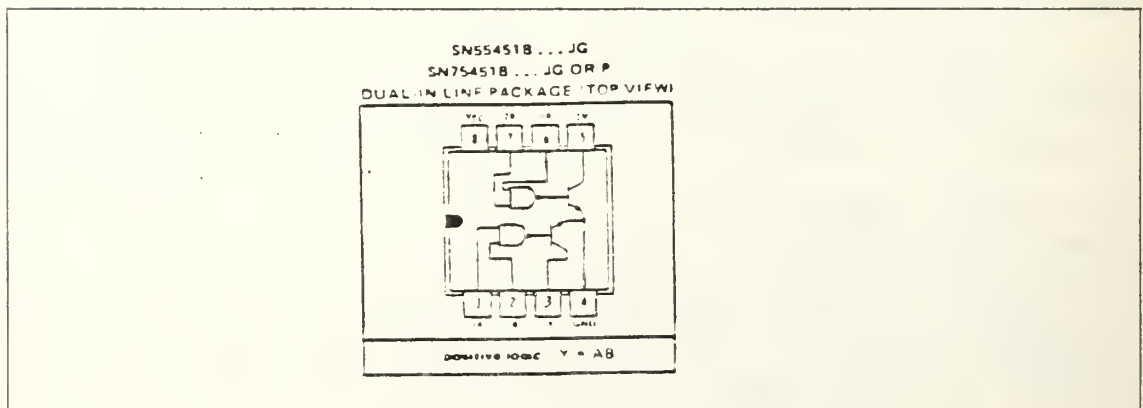 SN55451B ... JG
SN75451B ... JG OR P
DUAL-IN-LINE PACKAGE (TOP VIEW)
8 7 6 5
1 2 3 4
GND
positive logic Y = AB